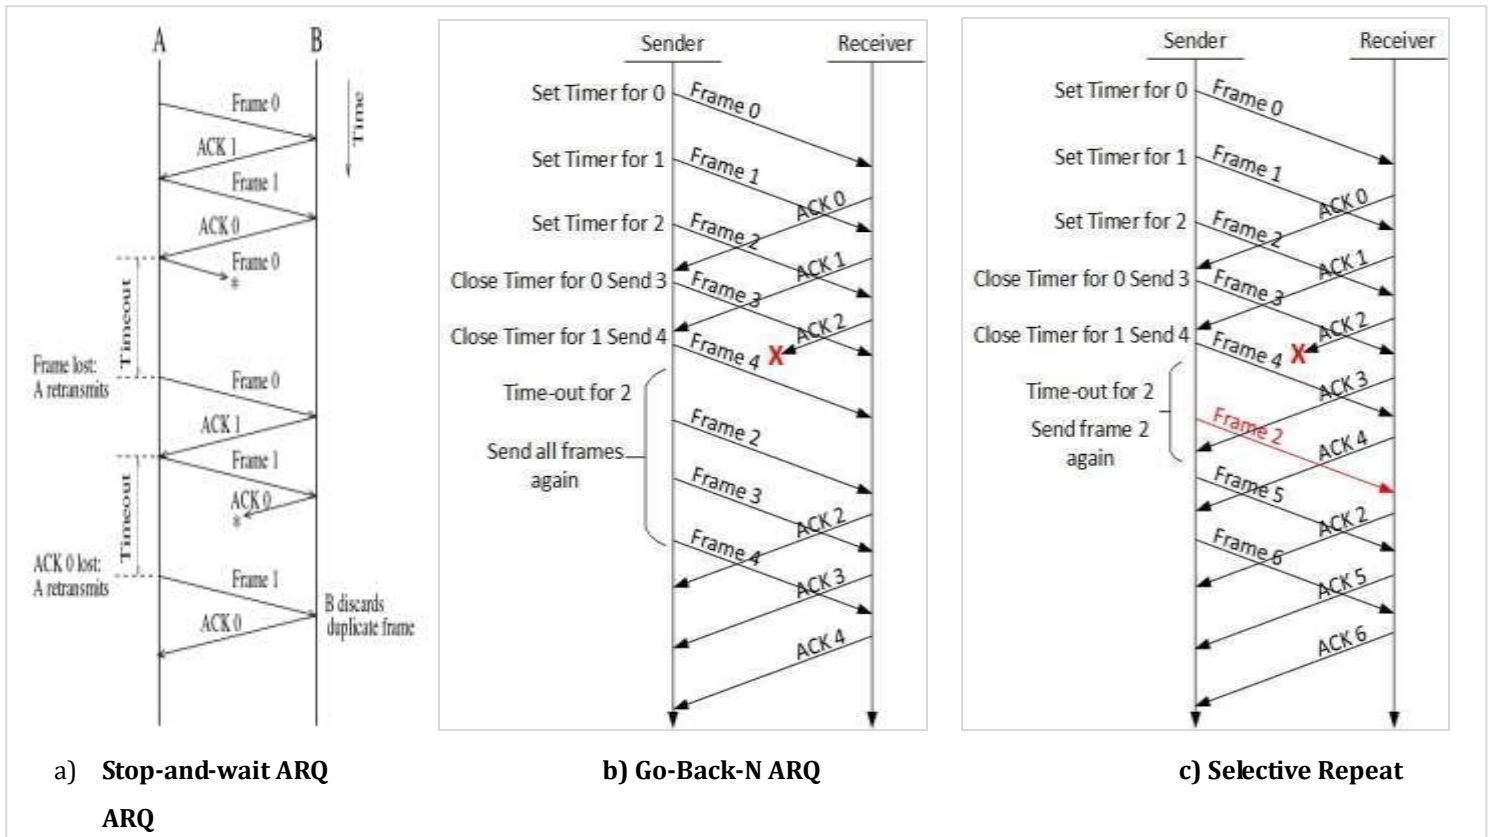 A
B
Frame 0
Time
ACK 1
Frame 1
ACK 0
Frame 0
*
Timeout
Frame lost:
A retransmits
Frame 0
ACK 1
Frame 1
ACK 0
*
Timeout
ACK 0 lost:
A retransmits
Frame 1
B discards
duplicate frame
ACK 0
a) Stop-and-wait ARQ
ARQ
Sender
Receiver
Set Timer for 0
Frame 0
Set Timer for 1
Frame 1
ACK 0
Set Timer for 2
Frame 2
ACK 1
Close Timer for 0 Send 3
Frame 3
ACK 2
X
Close Timer for 1 Send 4
Frame 4
Time-out for 2
Frame 2
Send all frames
again
Frame 3
ACK 2
Frame 4
ACK 3
ACK 4
b) Go-Back-N ARQ
Sender
Receiver
Set Timer for 0
Frame 0
Set Timer for 1
Frame 1
ACK 0
Set Timer for 2
Frame 2
ACK 1
Close Timer for 0 Send 3
Frame 3
ACK 2
X
Close Timer for 1 Send 4
Frame 4
ACK 3
Time-out for 2
Send frame 2
again
Frame 2
ACK 4
Frame 5
ACK 2
Frame 6
ACK 5
ACK 6
c) Selective Repeat